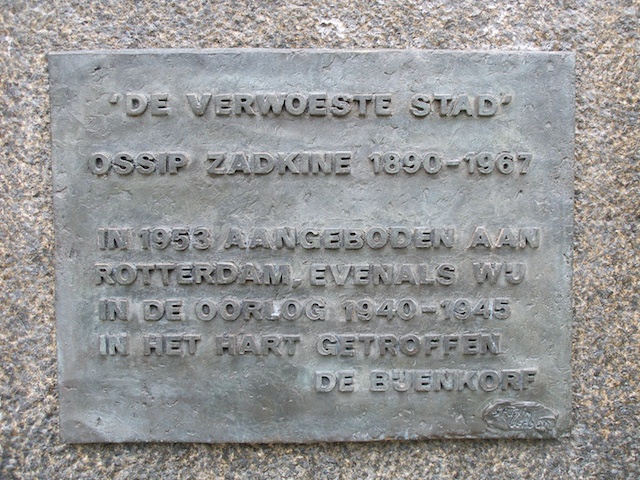 'DE VERWOESTE STAD'
OSSIP ZADKINE 1890-1967
IN 1953 AANGEBODEN AAN
ROTTERDAM, EVENALS WIJ
IN DE OORLOG 1940-1945
IN HET HART GETROFFEN.
DE BIJENKORF